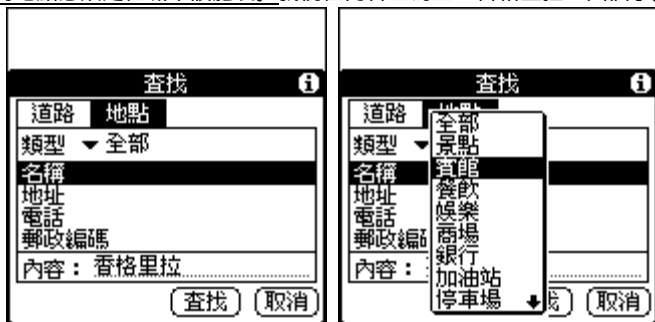 查找
道路 地點
類型 全部
名稱
地址
電話
郵政編碼
內容：香格里拉
查找 取消
查找
道路
類型
名稱
地址
電話
郵政編
內容：
全部
景點
賓館
餐飲
娛樂
商場
銀行
加油站
停車場
取消